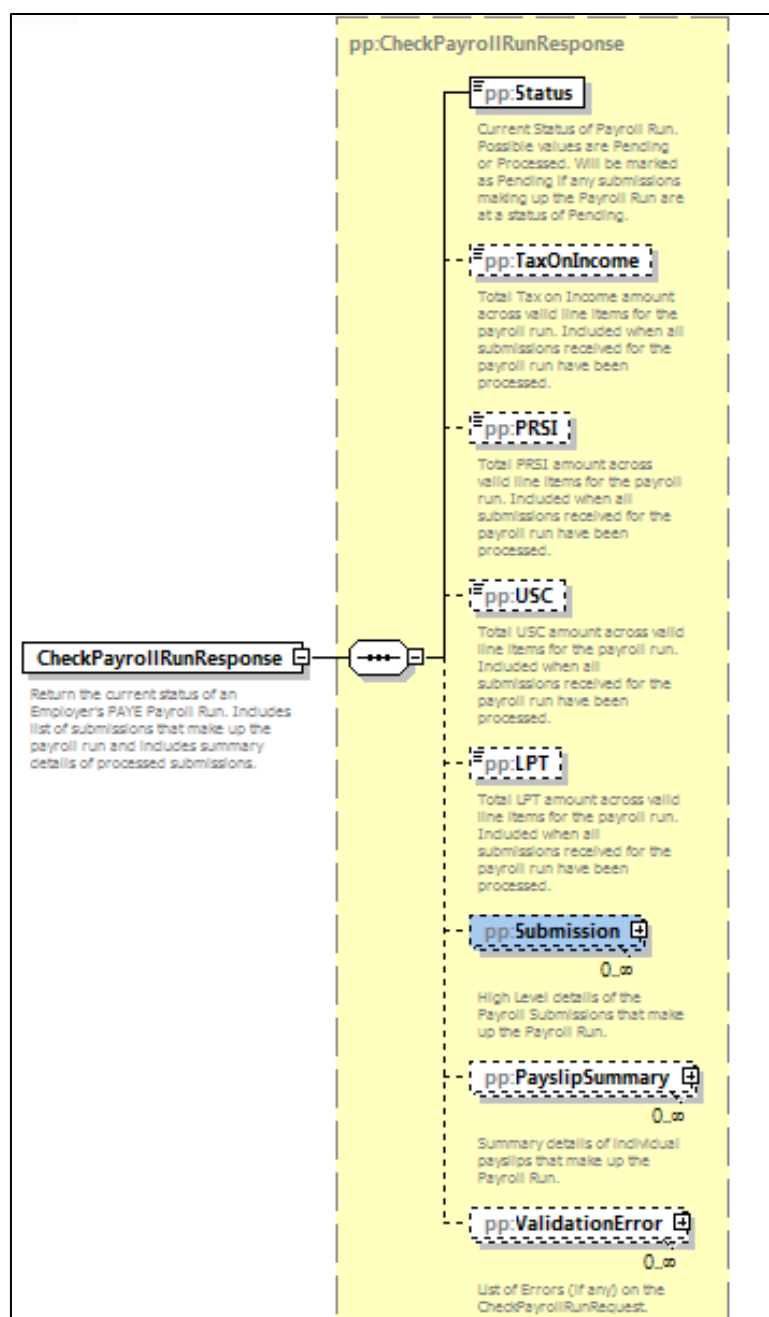 pp:CheckPayrollRunResponse
pp:Status
Current Status of Payroll Run.
Possible values are Pending
or Processed. Will be marked
as Pending if any submissions
making up the Payroll Run are
at a status of Pending.
pp:TaxOnIncome
Total Tax on Income amount
across valid line items for the
payroll run. Included when all
submissions received for the
payroll run have been
processed.
pp:PRSI
Total PRSI amount across
valid line items for the payroll
run. Included when all
submissions received for the
payroll run have been
processed.
pp:USC
Total USC amount across valid
line items for the payroll run.
Included when all
submissions received for the
payroll run have been
processed.
CheckPayrollRunResponse
Return the current status of an
Employer's PAYE Payroll Run. Includes
list of submissions that make up the
payroll run and includes summary
details of processed submissions.
pp:LPT
Total LPT amount across valid
line items for the payroll run.
Included when all
submissions received for the
payroll run have been
processed.
pp:Submission
0..∞
High Level details of the
Payroll Submissions that make
up the Payroll Run.
pp:PayslipSummary
0..∞
Summary details of individual
payslips that make up the
Payroll Run.
pp:ValidationError
0..∞
List of Errors (if any) on the
CheckPayrollRunRequest.